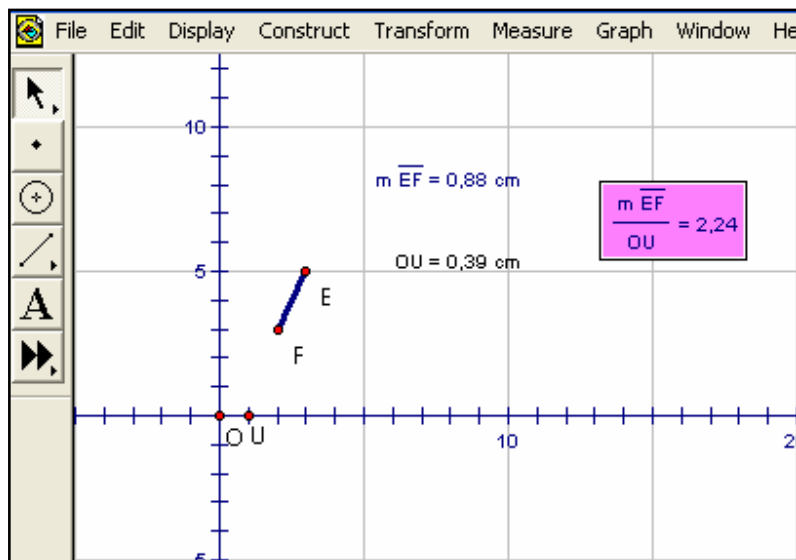 File Edit Display Construct Transform Measure Graph Window He
A
10
m EF = 0,88 cm
m EF
OU
= 2,24
OU = 0,39 cm
5
E
F
O U
10
2
5